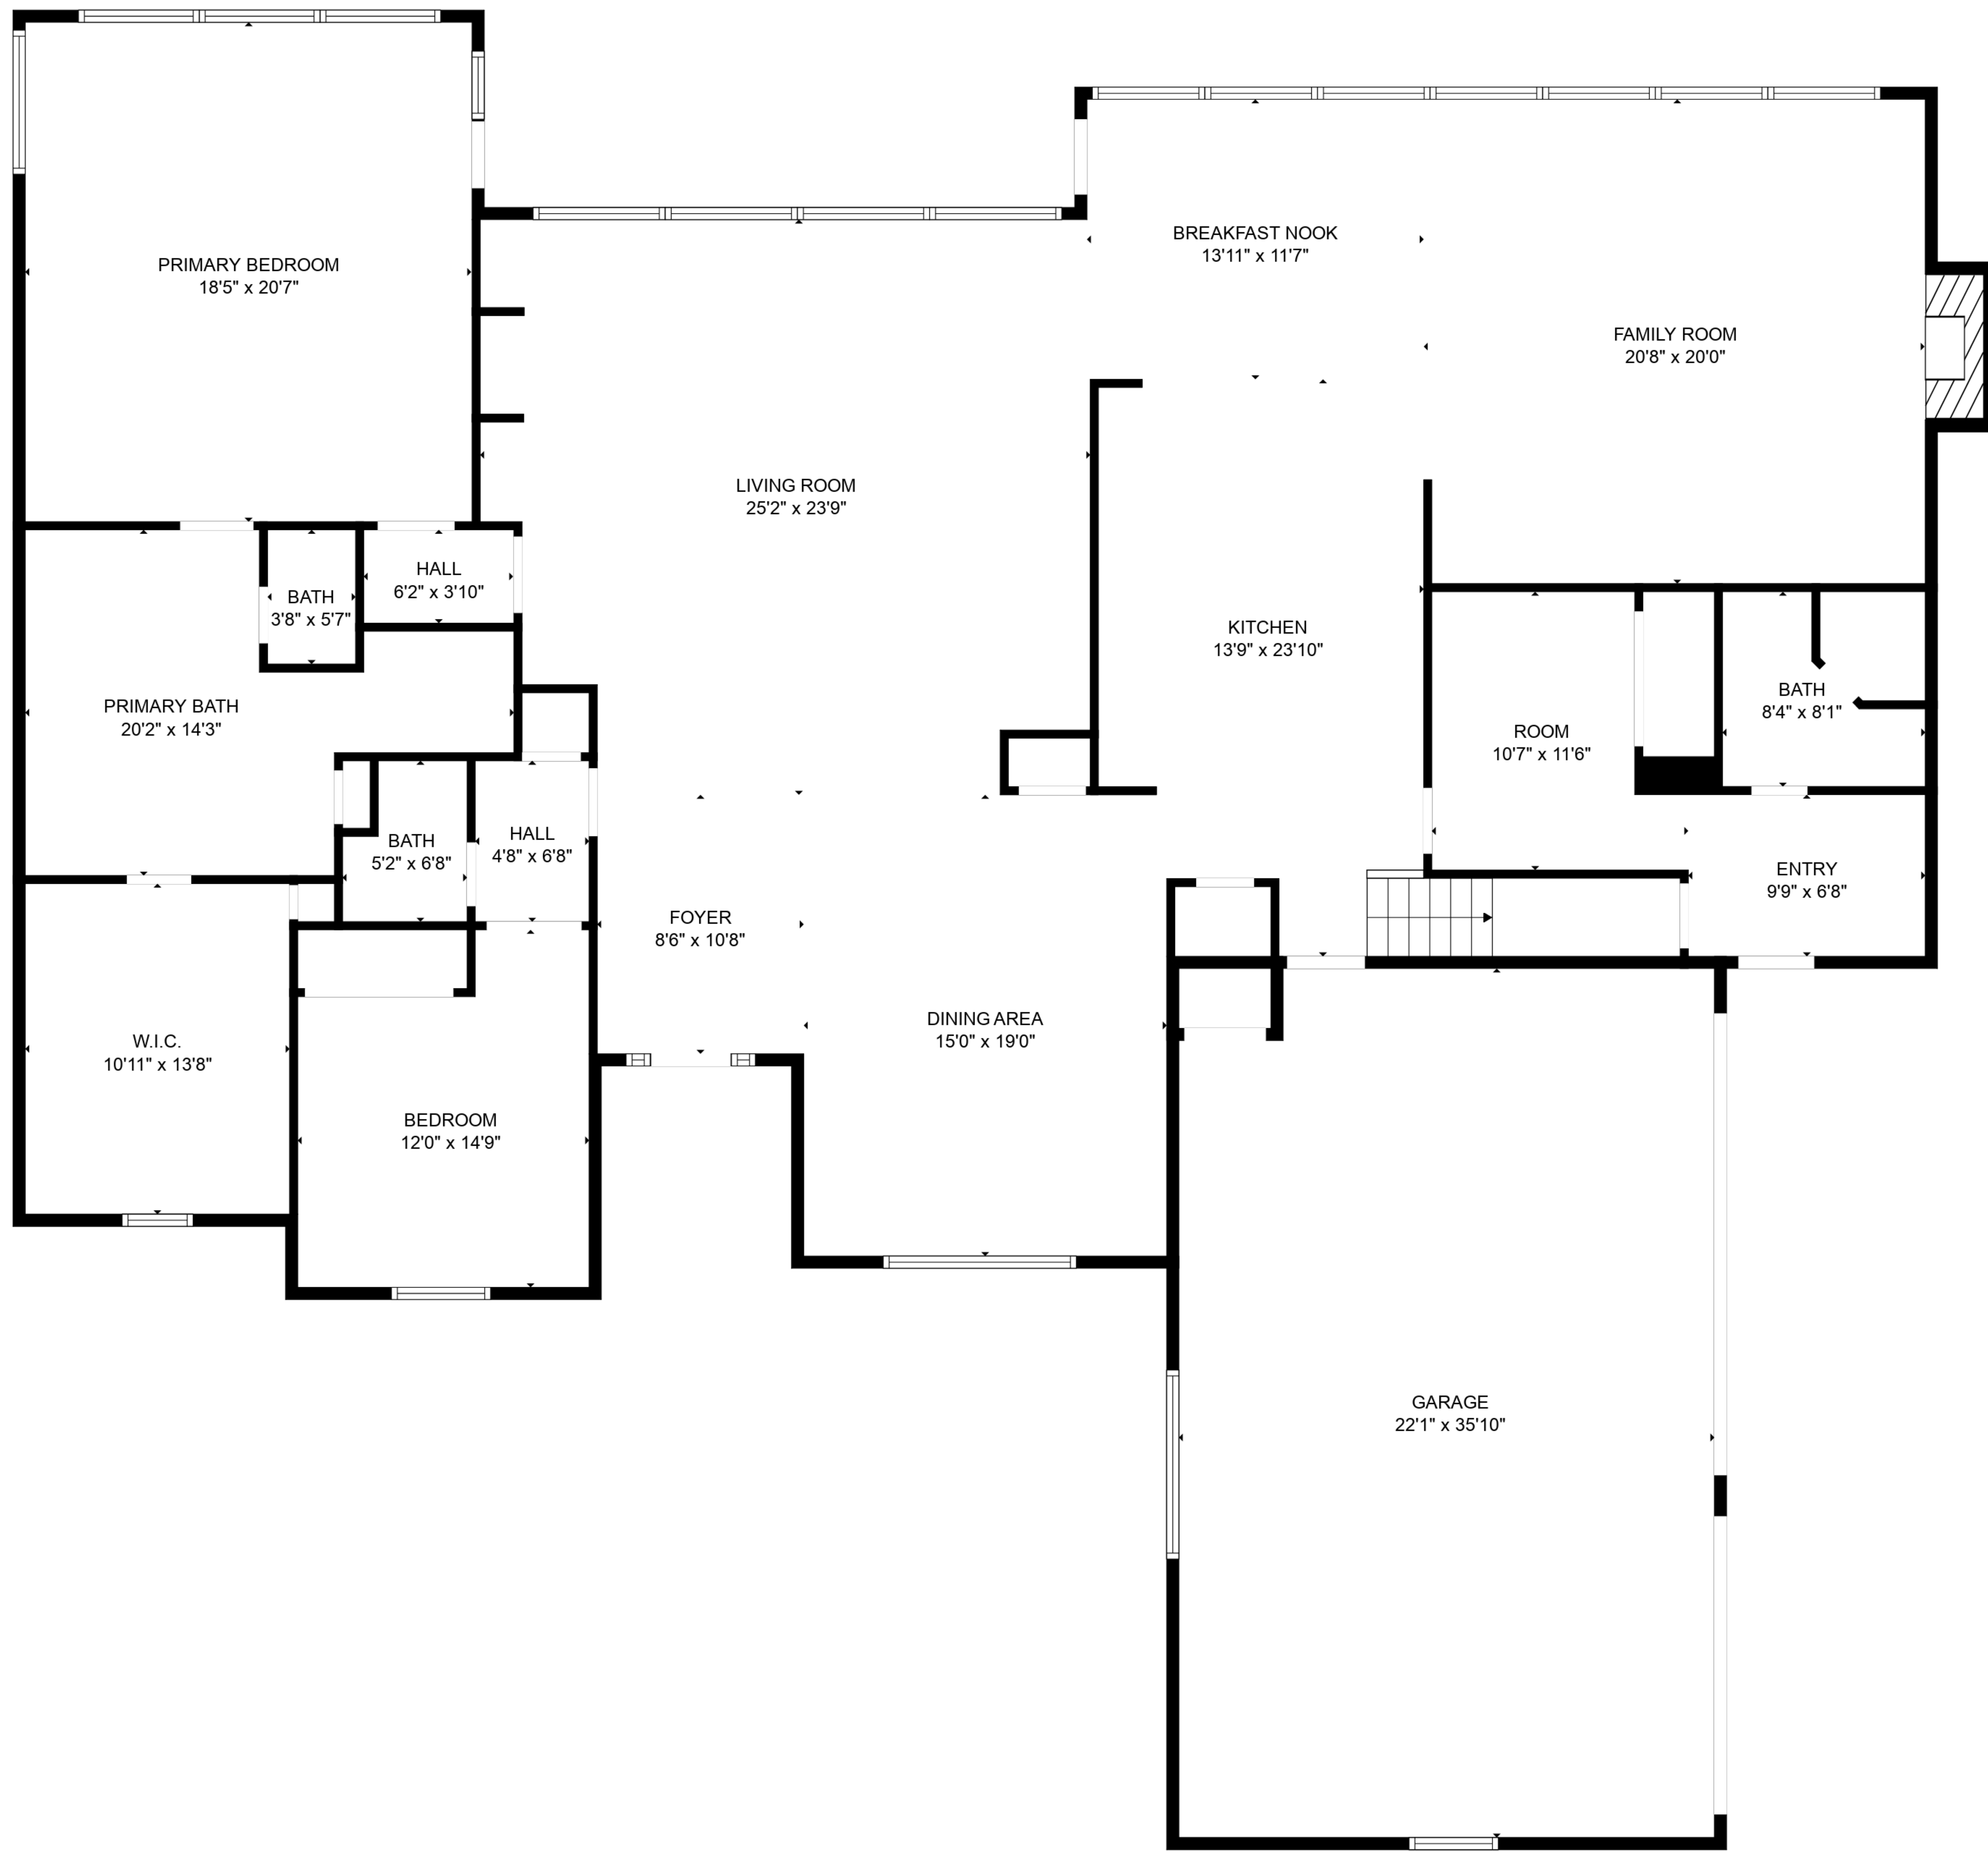 PRIMARY BEDROOM
18'5" x 20'7"
BREAKFAST NOOK
13'11" x 11'7"
FAMILY ROOM
20'8" x 20'0"
LIVING ROOM
25'2" x 23'9"
HALL
6'2" x 3'10"
BATH
3'8" x 5'7"
KITCHEN
13'9" x 23'10"
PRIMARY BATH
20'2" x 14'3"
BATH
8'4" x 8'1"
ROOM
10'7" x 11'6"
BATH
5'2" x 6'8"
HALL
4'8" x 6'8"
ENTRY
9'9" x 6'8"
FOYER
8'6" x 10'8"
DINING AREA
15'0" x 19'0"
W.I.C.
10'11" x 13'8"
BEDROOM
12'0" x 14'9"
GARAGE
22'1" x 35'10"